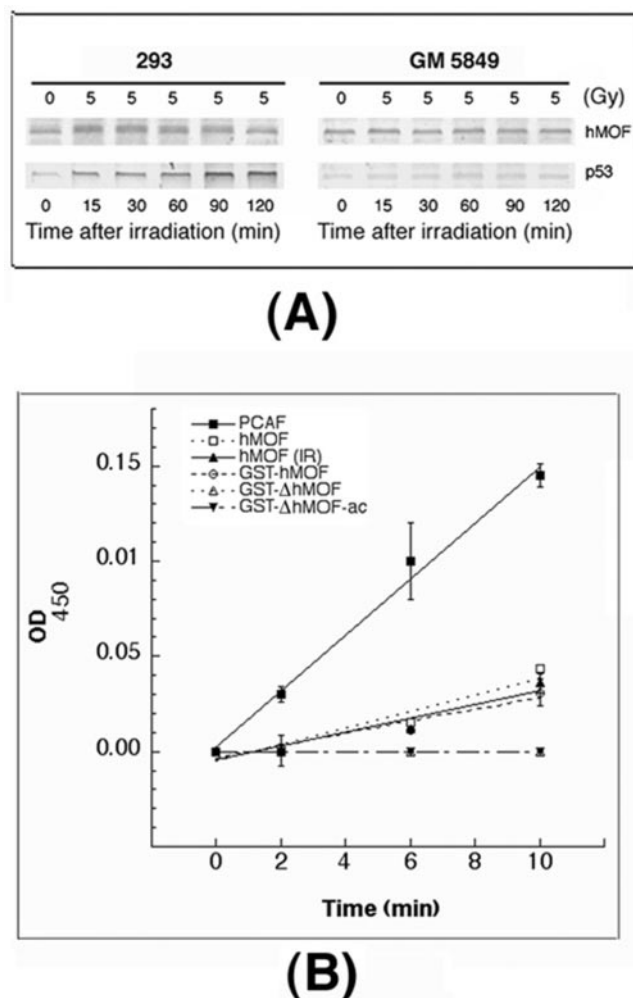 293 GM 5849
0 5 5 5 5 5 0 5 5 5 5 5 (Gy)
hMOF
p53
0 15 30 60 90 120 0 15 30 60 90 120
Time after irradiation (min) Time after irradiation (min)
(A)
PCAF
hMOF
hMOF (IR)
GST-hMOF
GST-ΔhMOF
GST-ΔhMOF-ac
0.15
0.01
0.05
0.00
OD 450
0 2 4 6 8 10
Time (min)
(B)